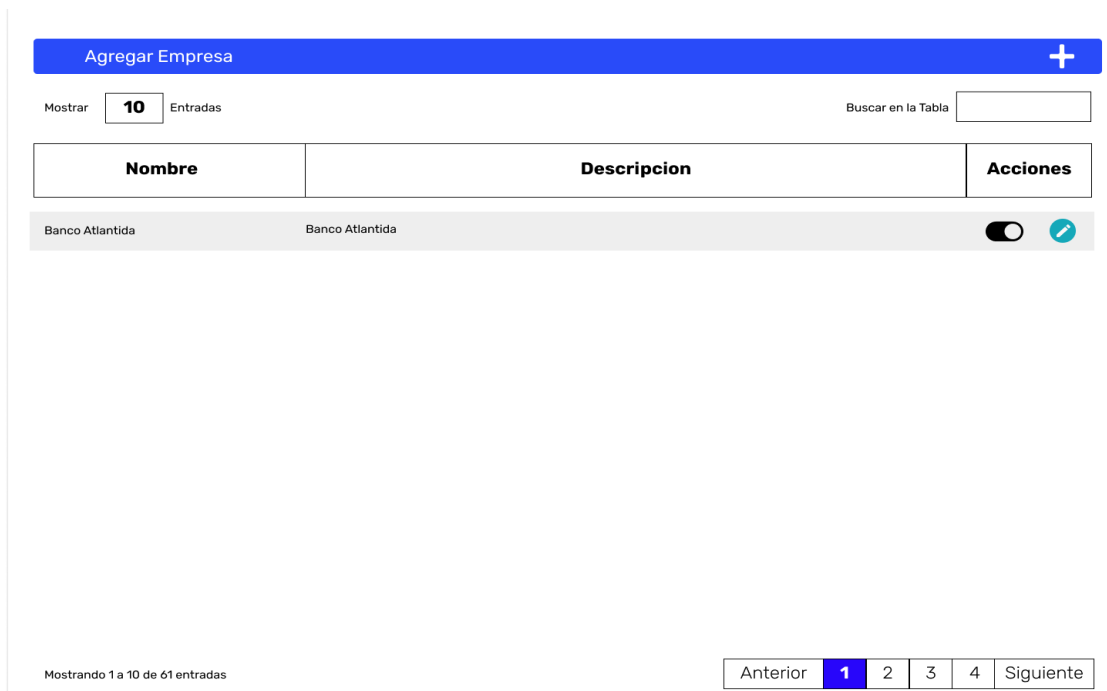 Agregar Empresa
Mostrar 10 Entradas Buscar en la Tabla
Nombre Descripcion Acciones
Banco Atlantida Banco Atlantida
Mostrando 1 a 10 de 61 entradas Anterior 1 2 3 4 Siguiente